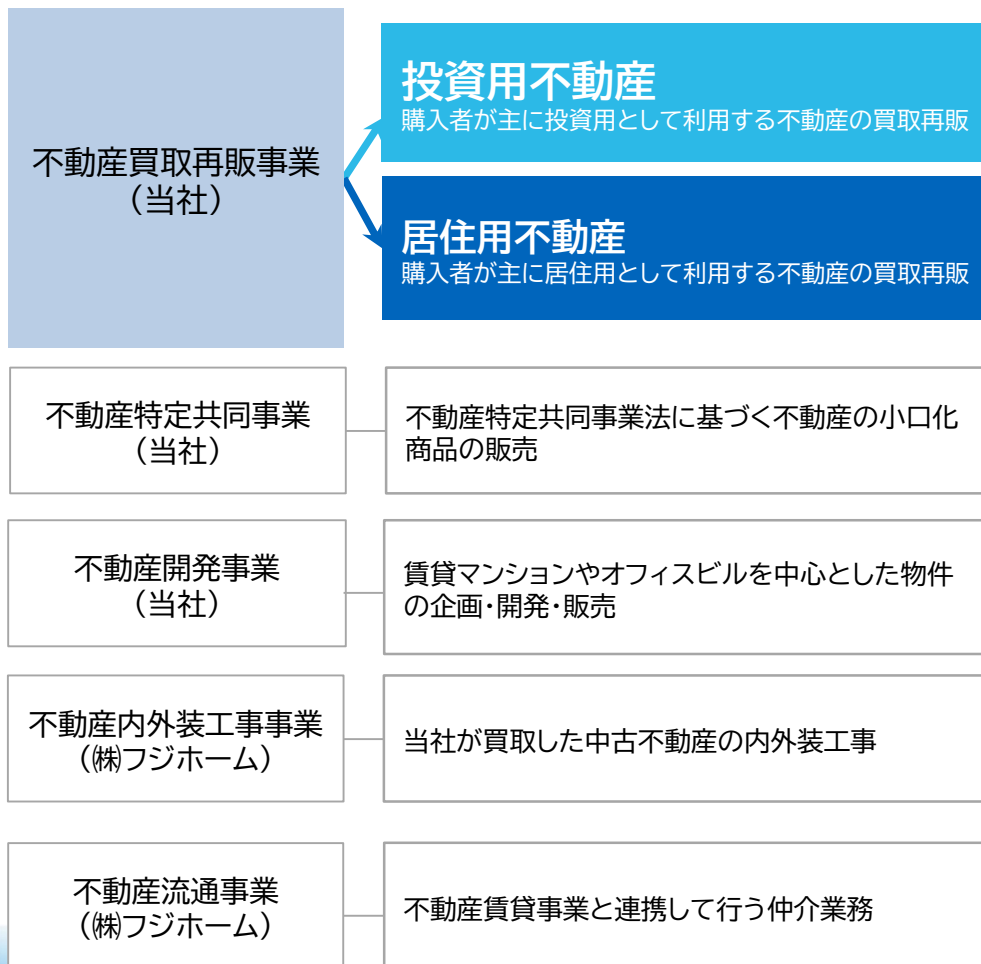 不動産買取再販事業
（当社）
投資用不動産
購入者が主に投資用として利用する不動産の買取再販
居住用不動産
購入者が主に居住用として利用する不動産の買取再販
不動産特定共同事業
（当社）
不動産特定共同事業法に基づく不動産の小口化
商品の販売
不動産開発事業
（当社）
賃貸マンションやオフィスビルを中心とした物件
の企画・開発・販売
不動産内外装工事事業
（㈱フジホーム）
当社が買取した中古不動産の内外装工事
不動産流通事業
（㈱フジホーム）
不動産賃貸事業と連携して行う仲介業務